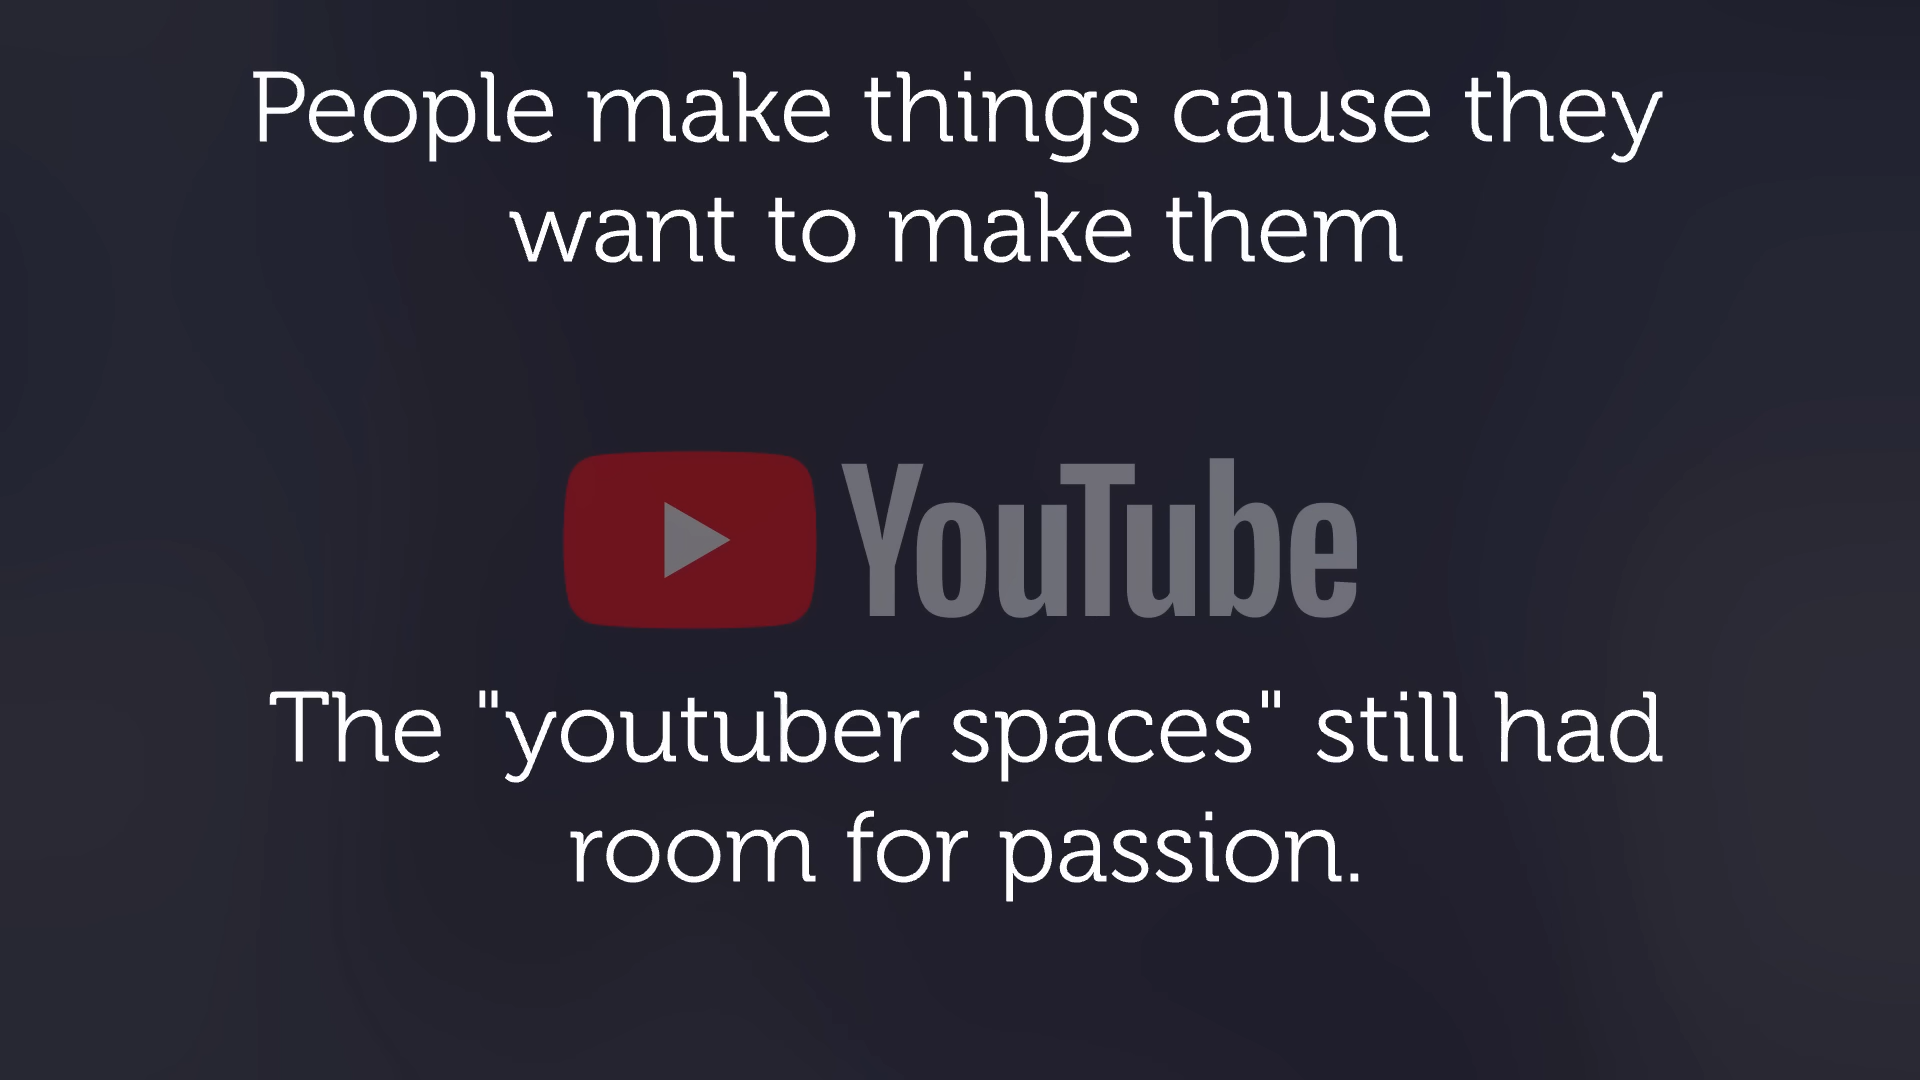 People make things cause they
want to make them
YouTube
The "youtuber spaces" still had
room for passion.